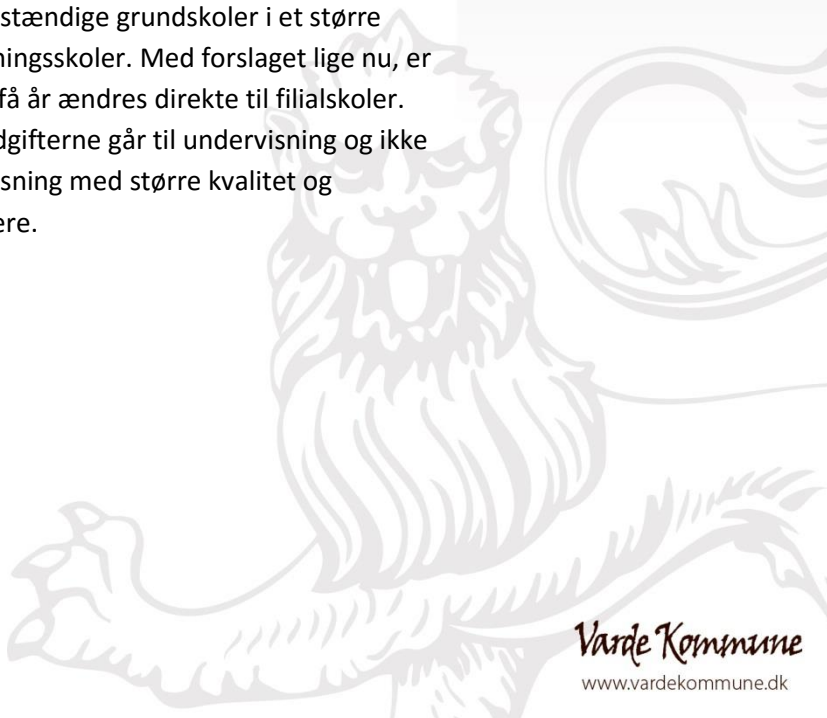 stændige grundskoler i et større
ningsskoler. Med forslaget lige nu, er
få år ændres direkte til filialskoler.
dgifterne går til undervisning og ikke
isning med større kvalitet og
ere.
Varde Kommune
www.vardekommune.dk